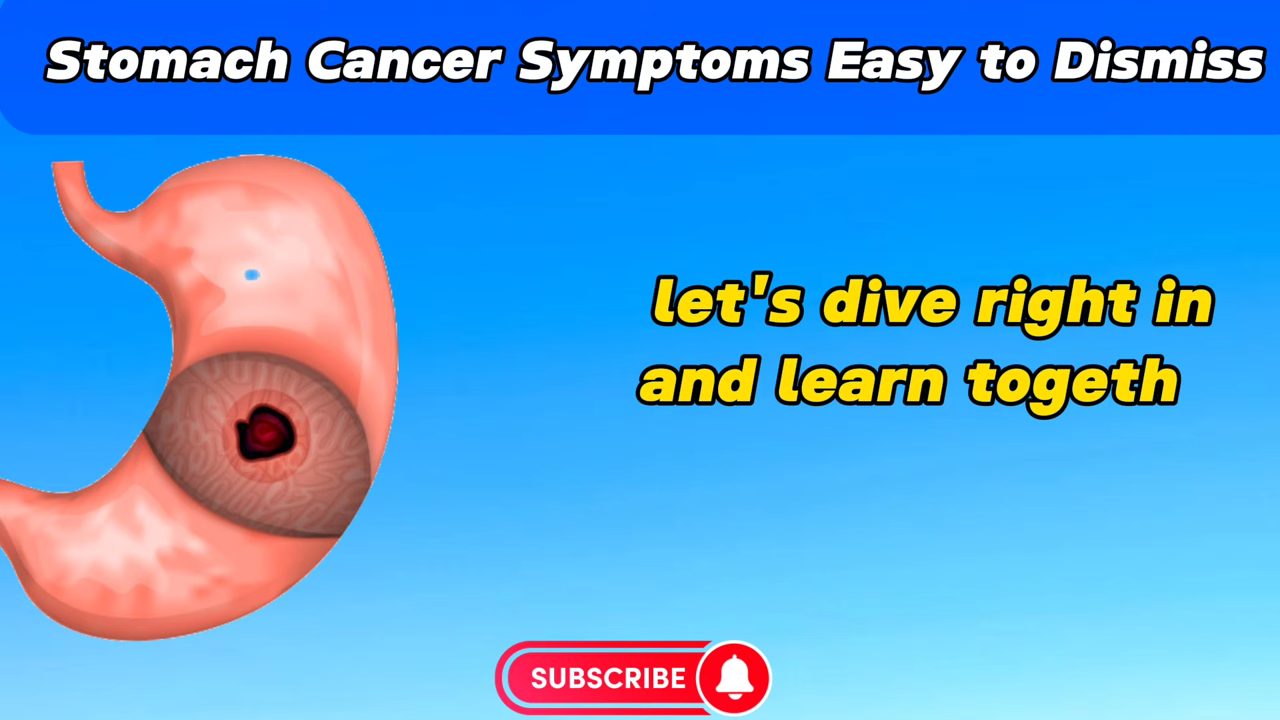 Stomach Cancer Symptoms Easy to Dismiss
let's dive right in
and learn togeth
SUBSCRIBE